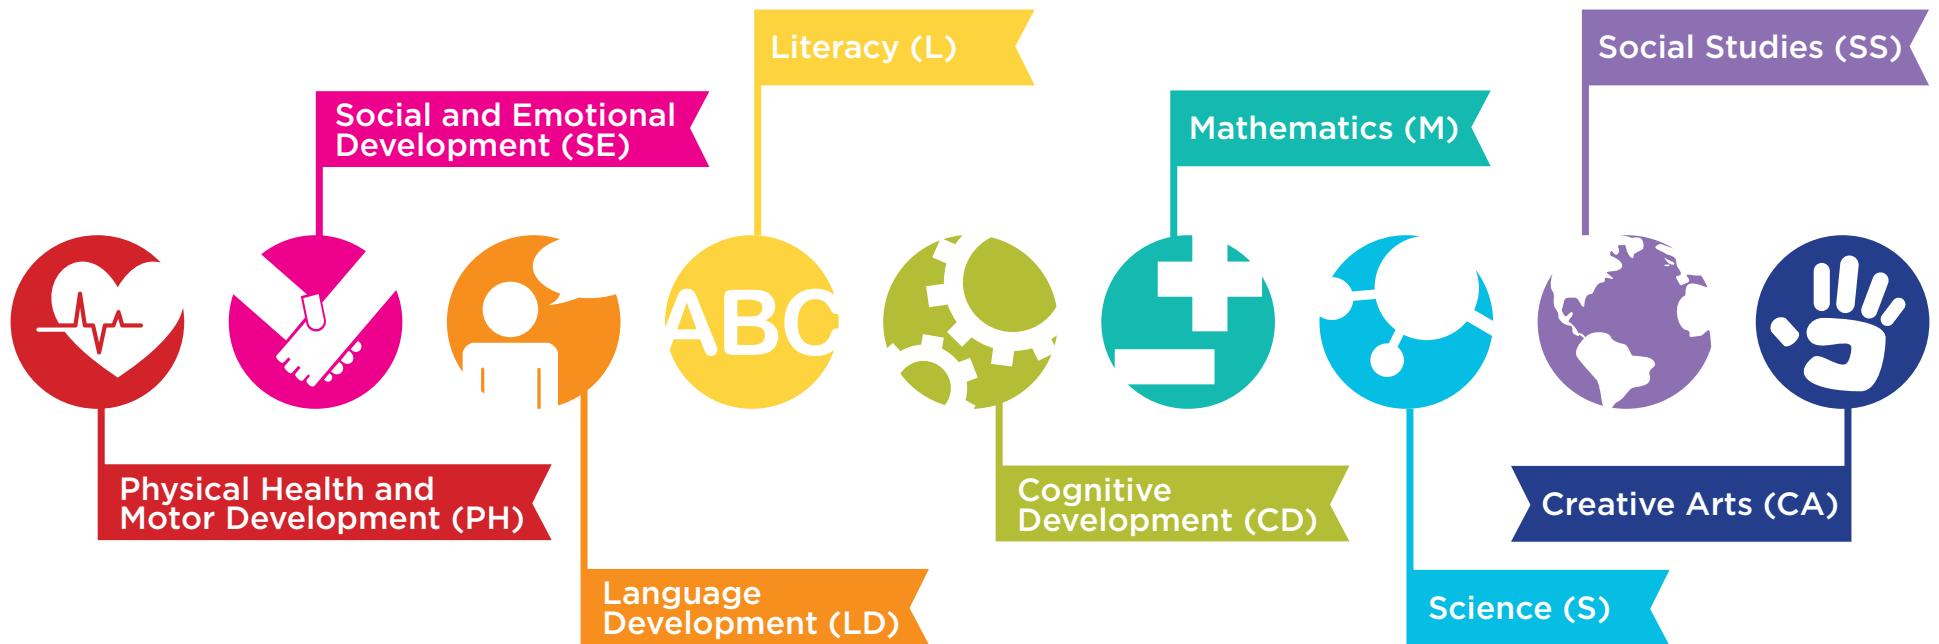 Literacy (L)
Social Studies (SS)
Social and Emotional
Development (SE)
Mathematics (M)
ABC
Physical Health and
Motor Development (PH)
Cognitive
Development (CD)
Creative Arts (CA)
Language
Development (LD)
Science (S)